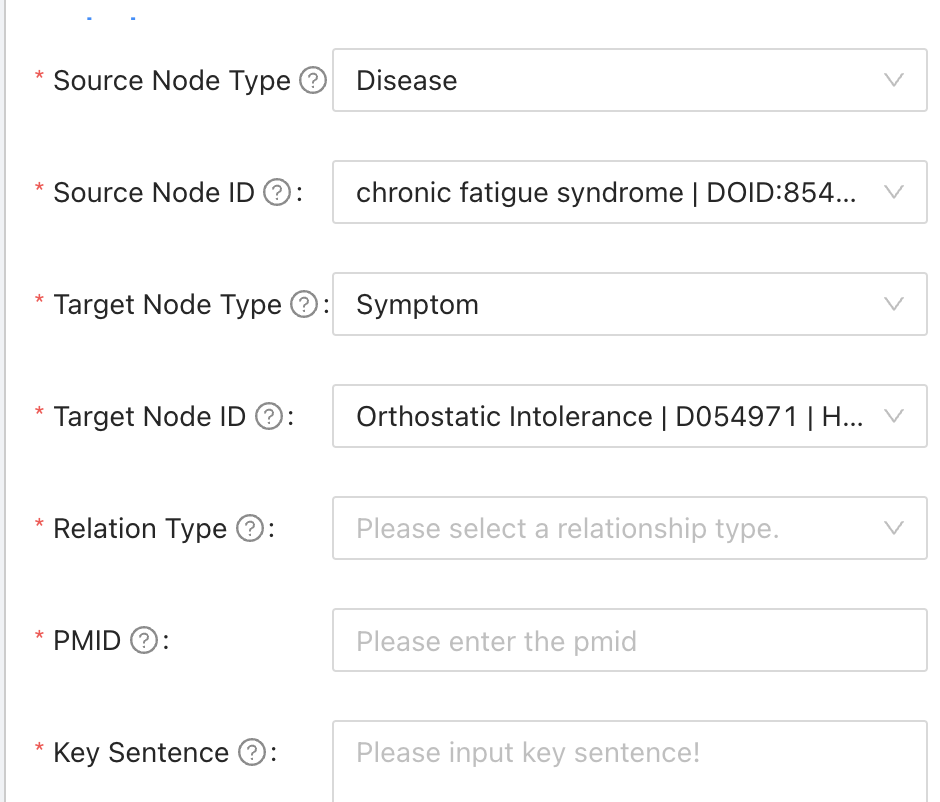 * Source Node Type ? Disease
* Source Node ID ? : chronic fatigue syndrome | DOID:854...
* Target Node Type ? : Symptom
* Target Node ID ? : Orthostatic Intolerance | D054971 | H...
* Relation Type ? : Please select a relationship type.
* PMID ? : Please enter the pmid
* Key Sentence ? : Please input key sentence!